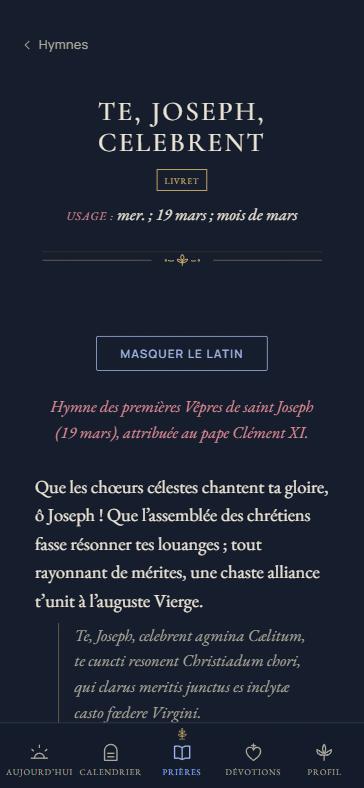 Hymnes
TE, JOSEPH,
CELEBRENT
LIVRET
USAGE : mer. ; 19 mars ; mois de mars
MASQUER LE LATIN
Hymne des premières Vêpres de saint Joseph
(19 mars), attribuée au pape Clément XI.
Que les chœurs célestes chantent ta gloire,
ô Joseph ! Que l’assemblée des chrétiens
fasse résonner tes louanges ; tout
rayonnant de mérites, une chaste alliance
t’unit à l’auguste Vierge.
Te, Joseph, celebrent agmina Cælitum,
te cuncti resonent Christiadum chori,
qui clarus meritis junctus es inclytæ
casto fœdere Virgini.
AUJOURD’HUI CALENDRIER PRIÈRES DÉVOTIONS PROFIL